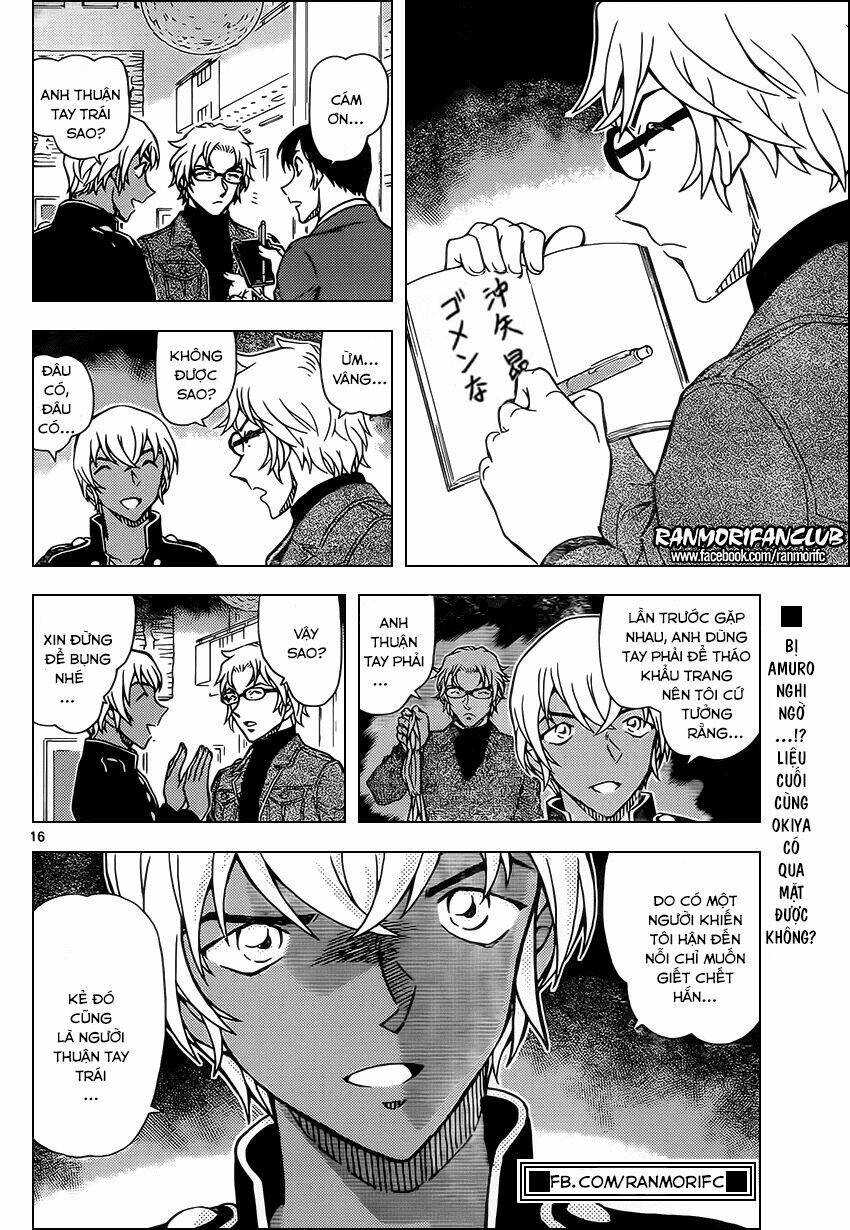 沖矢昴
ゴメンな
RANMORIFANCLUB
www.facebook.com/ranmorifc
CÁM
ƠN...
ANH THUẬN
TAY TRÁI
SAO?
ỪM...
VÂNG...
KHÔNG
ĐƯỢC
SAO?
ĐÂU
CÓ,
ĐÂU
CÓ...
LẦN TRƯỚC GẶP
NHAU, ANH DÙNG
TAY PHẢI ĐỂ THÁO
KHẨU TRANG
NÊN TÔI CỨ
TƯỞNG
RẰNG...
ANH
THUẬN
TAY PHẢI
...
VẬY
SAO?
XIN ĐỪNG
ĐỂ BỤNG
NHÉ
...
16
DO CÓ MỘT
NGƯỜI KHIẾN
TÔI HẬN ĐẾN
NỖI CHỈ MUỐN
GIẾT CHẾT
HẮN...
KẺ ĐÓ
CŨNG
LÀ NGƯỜI
THUẬN TAY
TRÁI
...
BỊ
AMURO
NGHI
NGỜ
...!?
LIỆU
CUỐI
CÙNG
OKIYA
CÓ
QUA
MẶT
ĐƯỢC
KHÔNG?
FB.COM/RANMORIFC